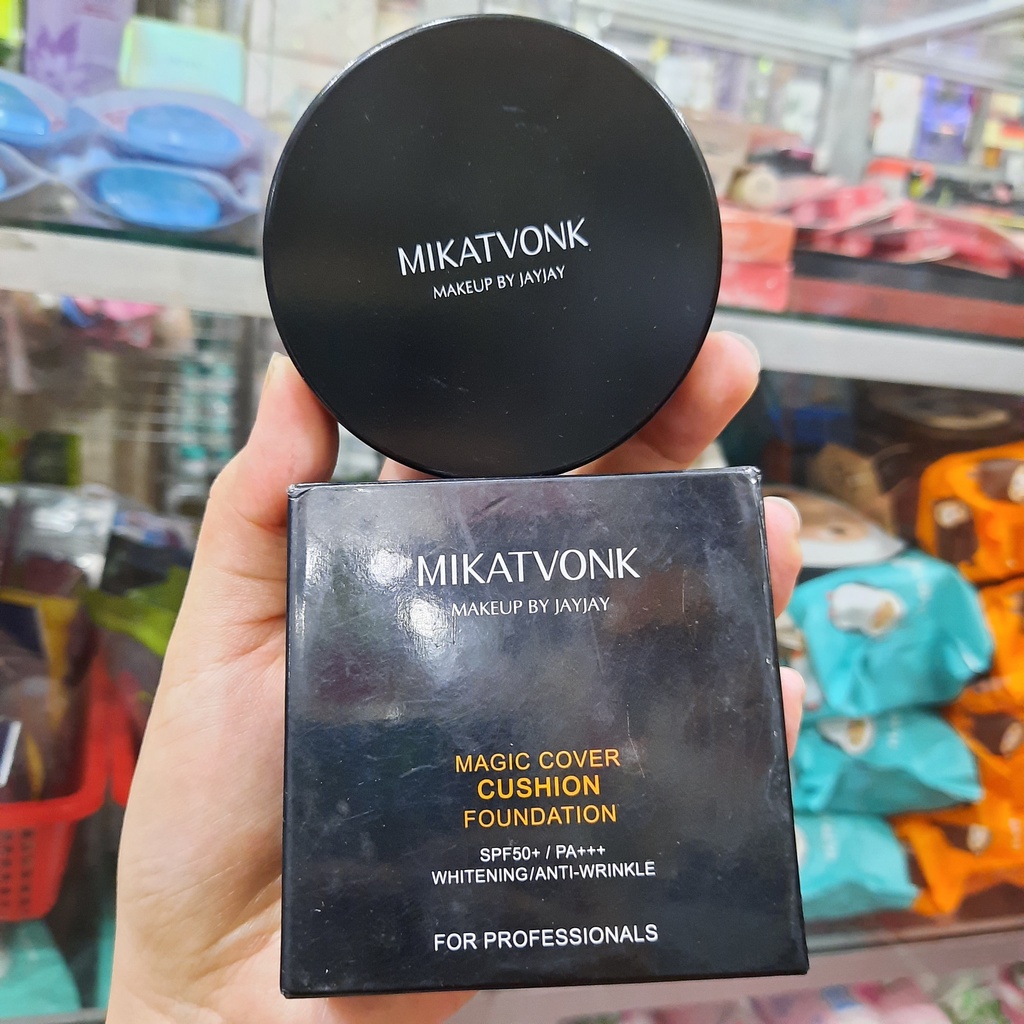 MIKATVONK
MAKEUP BY JAYJAY
MIKATVONK
MAKEUP BY JAYJAY
MAGIC COVER
CUSHION
FOUNDATION
SPF50+ / PA+++
WHITENING/ANTI-WRINKLE
FOR PROFESSIONALS